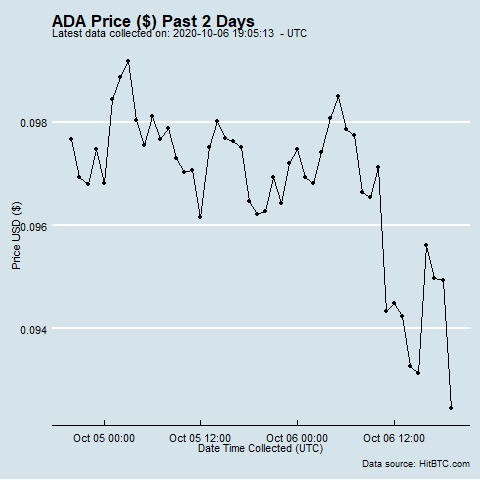 ADA Price ($) Past 2 Days
Latest data collected on: 2020-10-06 19:05:13 - UTC
0.098
0.096
0.094
Price USD ($)
Oct 05 00:00 Oct 05 12:00 Oct 06 00:00 Oct 06 12:00
Date Time Collected (UTC)
Data source: HitBTC.com